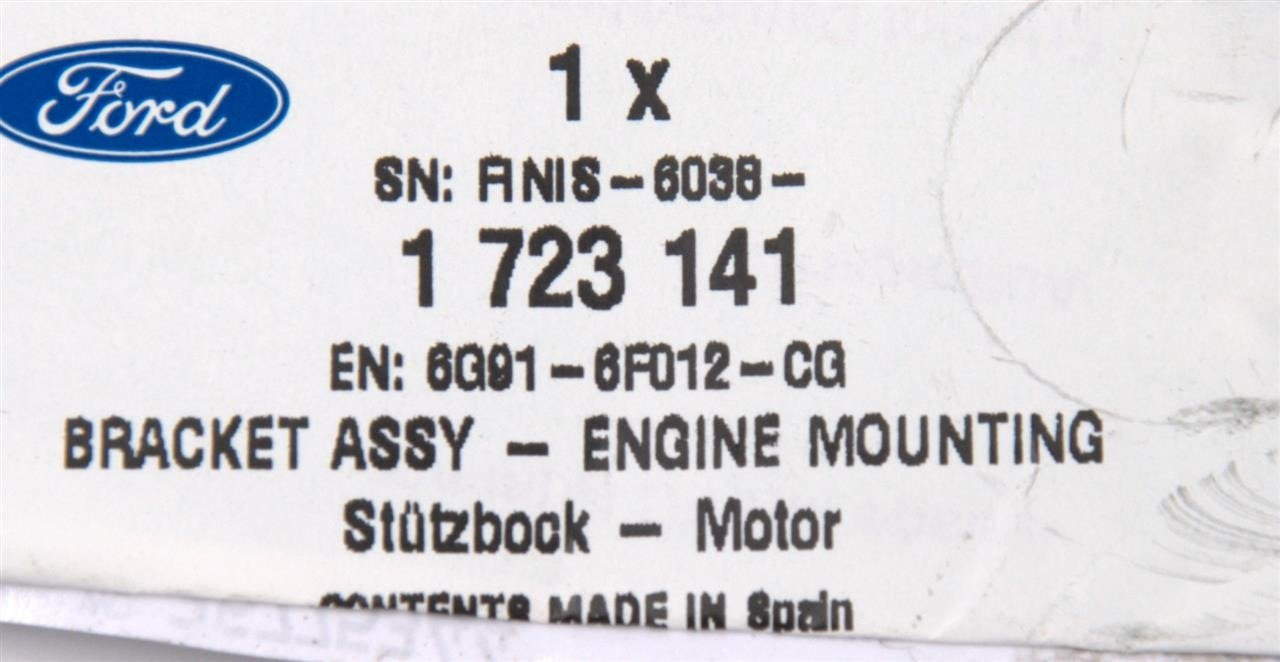 Ford
1 x
SN: FINIS-6038-
1 723 141
EN: 6G91-6F012-CG
BRACKET ASSY - ENGINE MOUNTING
Stützbock - Motor
CONTENTS MADE IN Spain